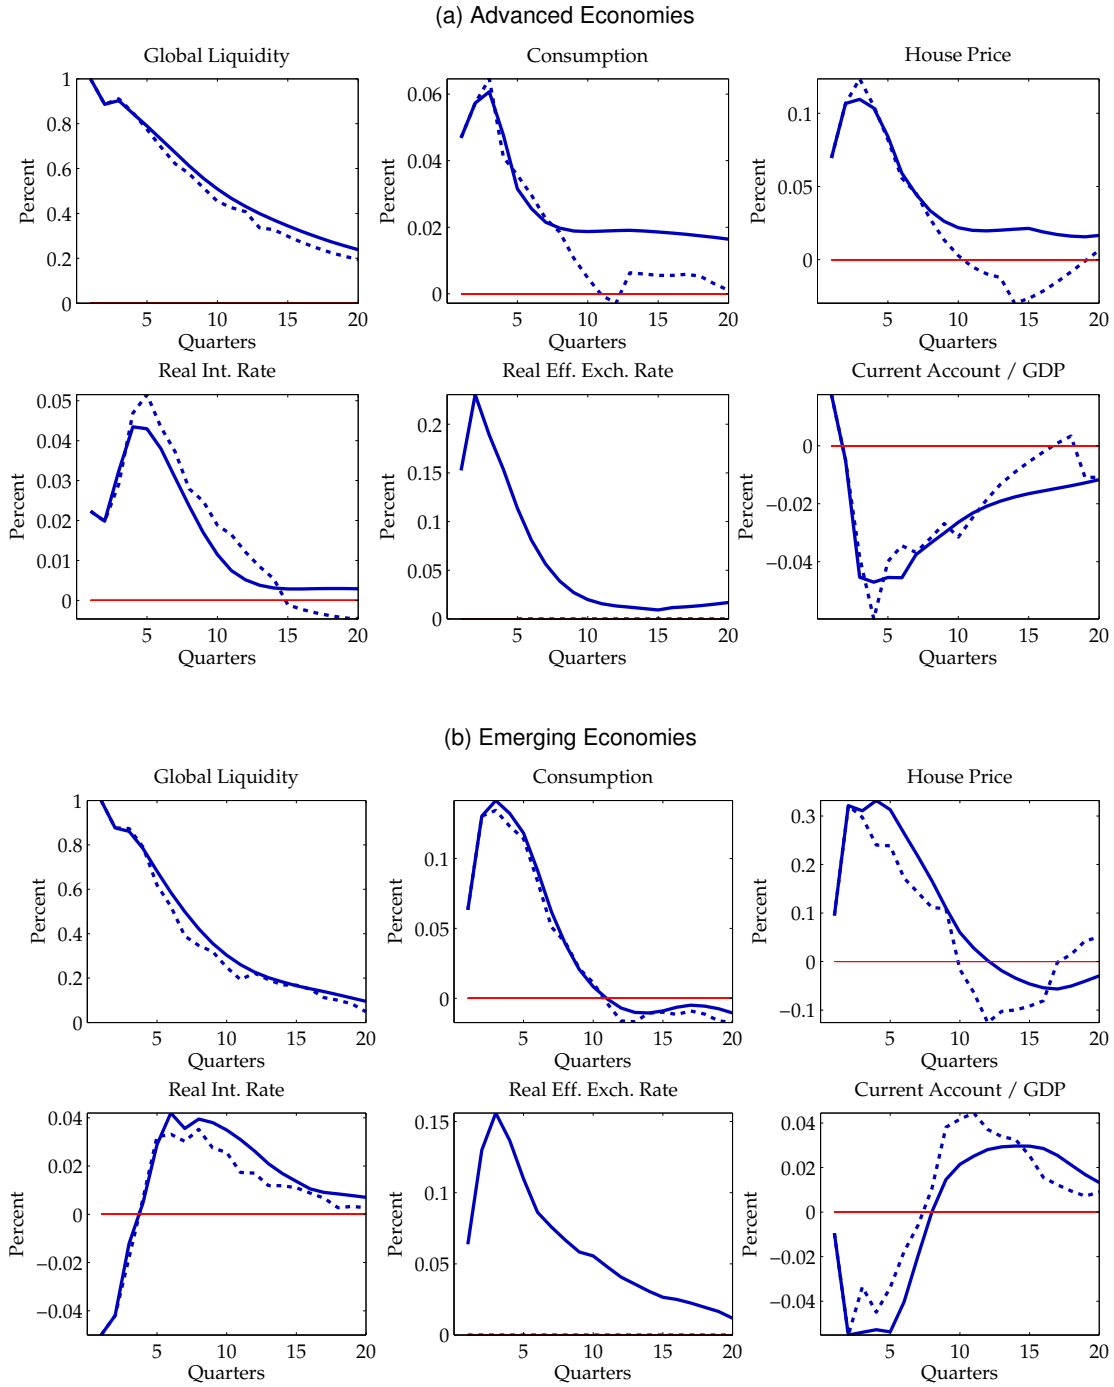 (a) Advanced Economies
Global Liquidity
Consumption
House Price
Percent
1
0.8
0.6
0.4
0.2
0
5 10 15 20
Quarters
Percent
0.06
0.04
0.02
0
5 10 15 20
Quarters
Percent
0.1
0.05
0
5 10 15 20
Quarters
Real Int. Rate
Real Eff. Exch. Rate
Current Account / GDP
Percent
0.05
0.04
0.03
0.02
0.01
0
5 10 15 20
Quarters
Percent
0.2
0.15
0.1
0.05
0
5 10 15 20
Quarters
Percent
0
−0.02
−0.04
5 10 15 20
Quarters
(b) Emerging Economies
Global Liquidity
Consumption
House Price
Percent
1
0.8
0.6
0.4
0.2
0
5 10 15 20
Quarters
Percent
0.1
0.05
0
5 10 15 20
Quarters
Percent
0.3
0.2
0.1
0
−0.1
5 10 15 20
Quarters
Real Int. Rate
Real Eff. Exch. Rate
Current Account / GDP
Percent
0.04
0.02
0
−0.02
−0.04
5 10 15 20
Quarters
Percent
0.15
0.1
0.05
0
5 10 15 20
Quarters
Percent
0.04
0.02
0
−0.02
−0.04
5 10 15 20
Quarters